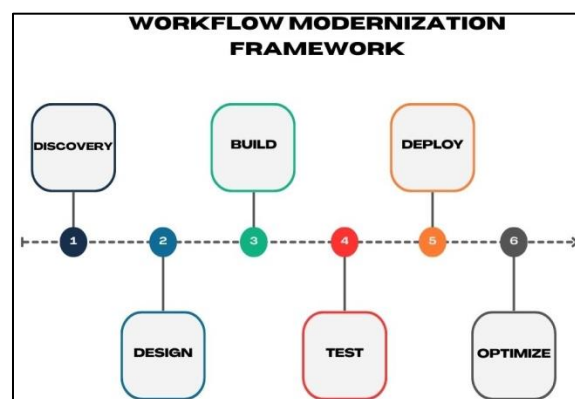 WORKFLOW MODERNIZATION
FRAMEWORK
DISCOVERY
BUILD
DEPLOY
1
2
3
4
5
6
DESIGN
TEST
OPTIMIZE